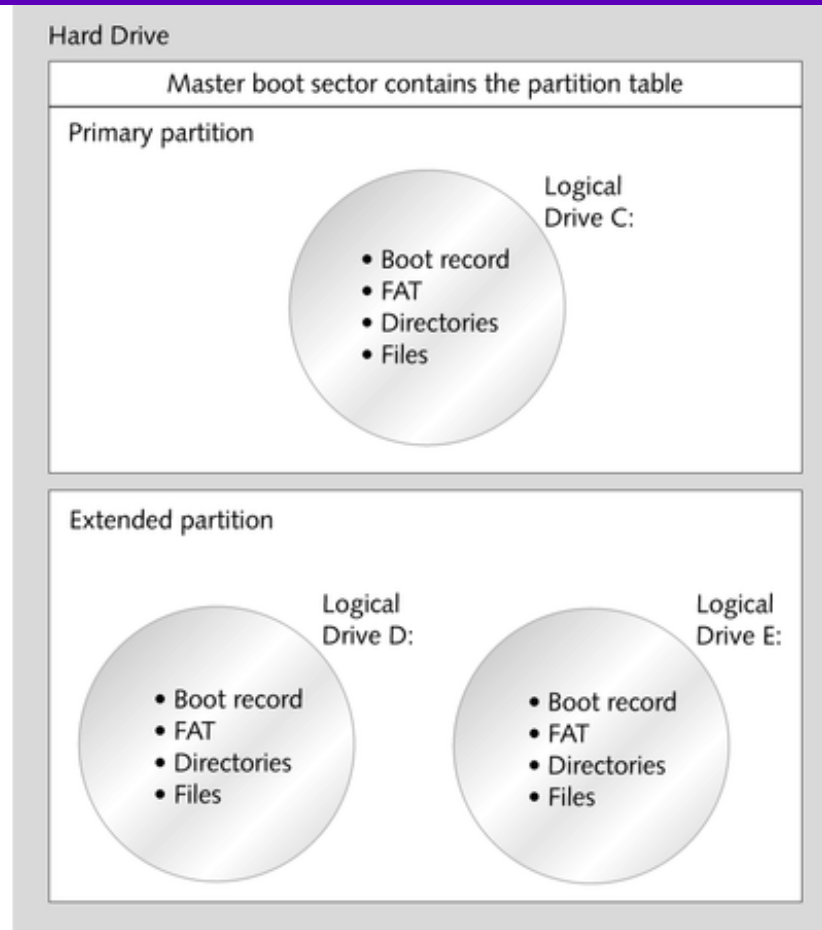 Hard Drive
Master boot sector contains the partition table
Primary partition
Logical
Drive C:
• Boot record
• FAT
• Directories
• Files
Extended partition
Logical
Drive D:
• Boot record
• FAT
• Directories
• Files
Logical
Drive E:
• Boot record
• FAT
• Directories
• Files